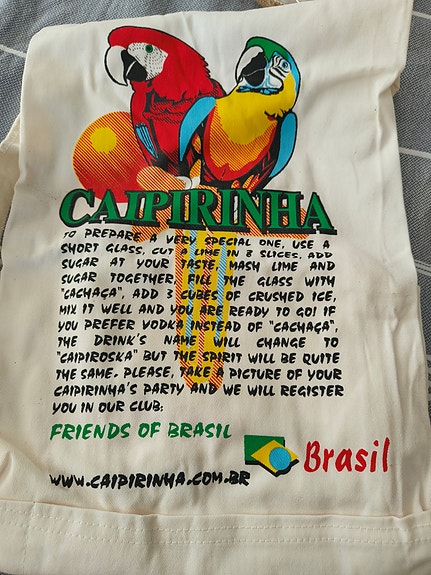 CAIPIRINHA
TO PREPARE A VERY SPECIAL ONE, USE A
SHORT GLASS, CUT A LIME IN 8 SLICES. ADD
SUGAR AT YOUR TASTE, MASH LIME AND
SUGAR TOGETHER, FILL THE GLASS WITH
"CACHAÇA", ADD 3 CUBES OF CRUSHED ICE,
MIX IT WELL AND YOU ARE READY TO GO! IF
YOU PREFER VODKA INSTEAD OF "CACHAÇA",
THE DRINK'S NAME WILL CHANGE TO
"CAIPIROSKA" BUT THE SPIRIT WILL BE QUITE
THE SAME. PLEASE, TAKE A PICTURE OF YOUR
CAIPIRINHA'S PARTY AND WE WILL REGISTER
YOU IN OUR CLUB:
FRIENDS OF BRASIL
Brasil
WWW.CAIPIRINHA.COM.BR